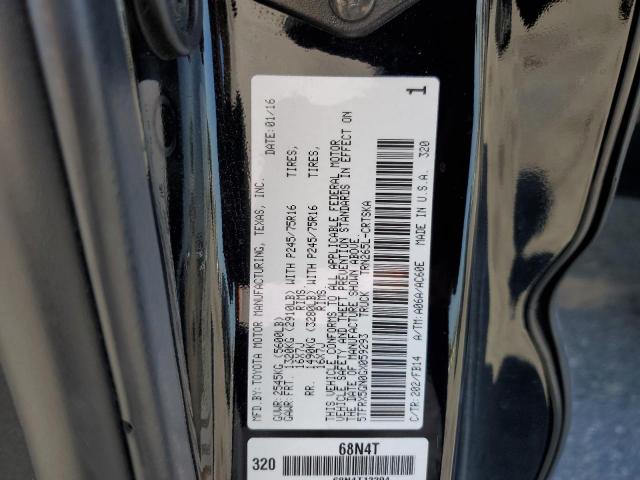 MFD.BY:TOYOTA MOTOR MANUFACTURING, TEXAS, INC. DATE: 01/16
GVWR:2545KG (5600LB)
GAWR: FRT. 1320KG (2910LB) WITH P245/75R16 TIRES,
16X7J RIMS,
RR. 1490KG (3280LB) WITH P245/75R16 TIRES,
16X7J RIMS,
THIS VEHICLE CONFORMS TO ALL APPLICABLE FEDERAL MOTOR
VEHICLE SAFETY AND THEFT PREVENTION STANDARDS IN EFFECT ON
THE DATE OF MANUFACTURE SHOWN ABOVE.
5TFRX5GN0GX059293 TRUCK TRN265L-CRTSKA
C/TR:202/FB14 A/TM:A06A/AC60E MADE IN U.S.A. 320
1
320
68N4T
68N4T13294